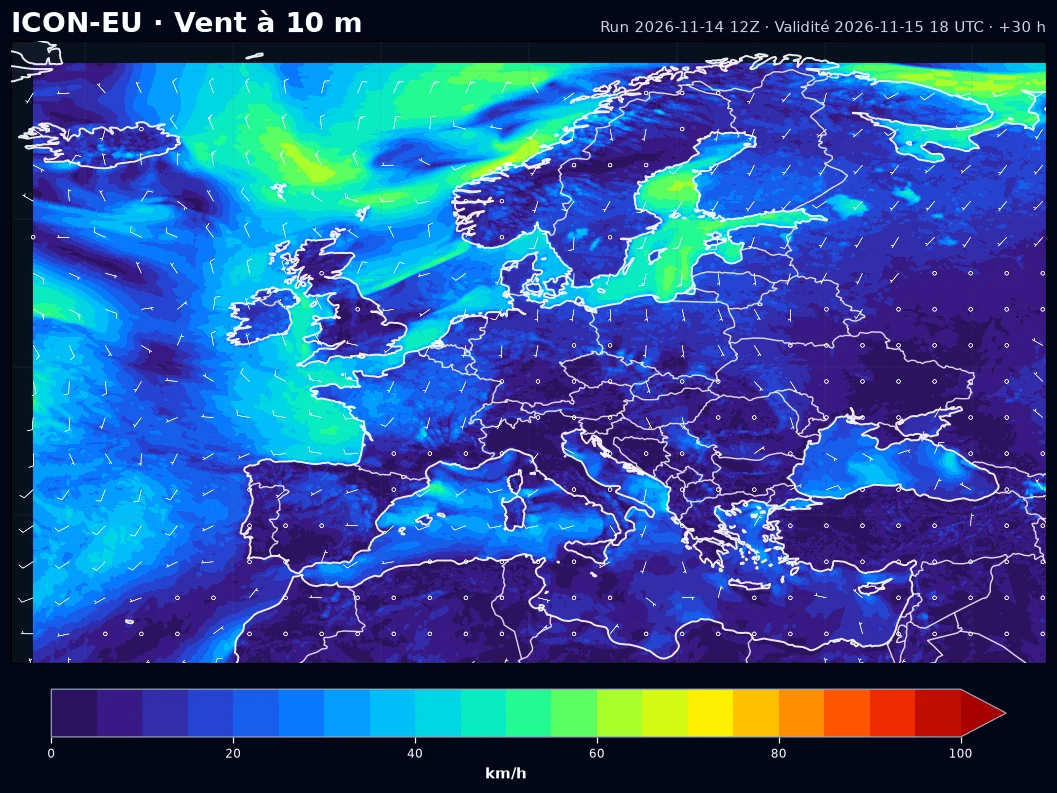 ICON-EU · Vent à 10 m
Run 2026-11-14 12Z · Validité 2026-11-15 18 UTC · +30 h
0 20 40 60 80 100
km/h